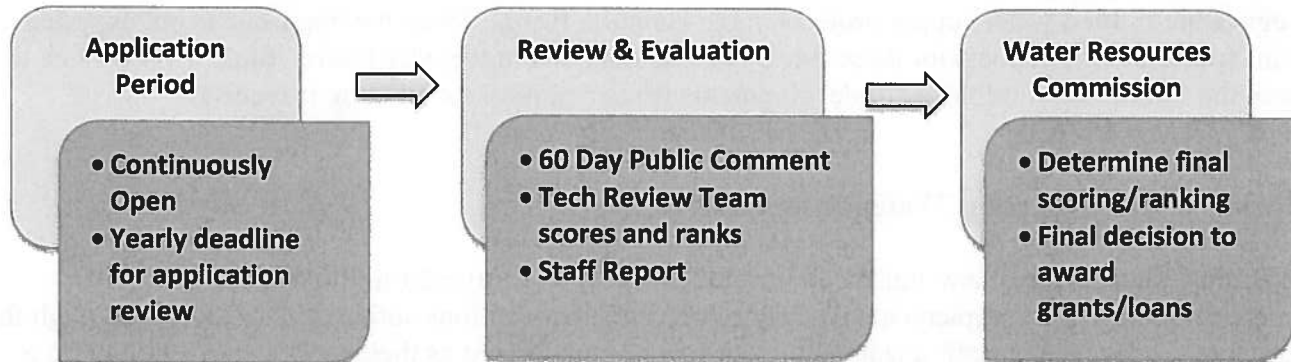 Application
Period
• Continuously
Open
• Yearly deadline
for application
review
Review & Evaluation
• 60 Day Public Comment
• Tech Review Team
scores and ranks
• Staff Report
Water Resources
Commission
• Determine final
scoring/ranking
• Final decision to
award
grants/loans